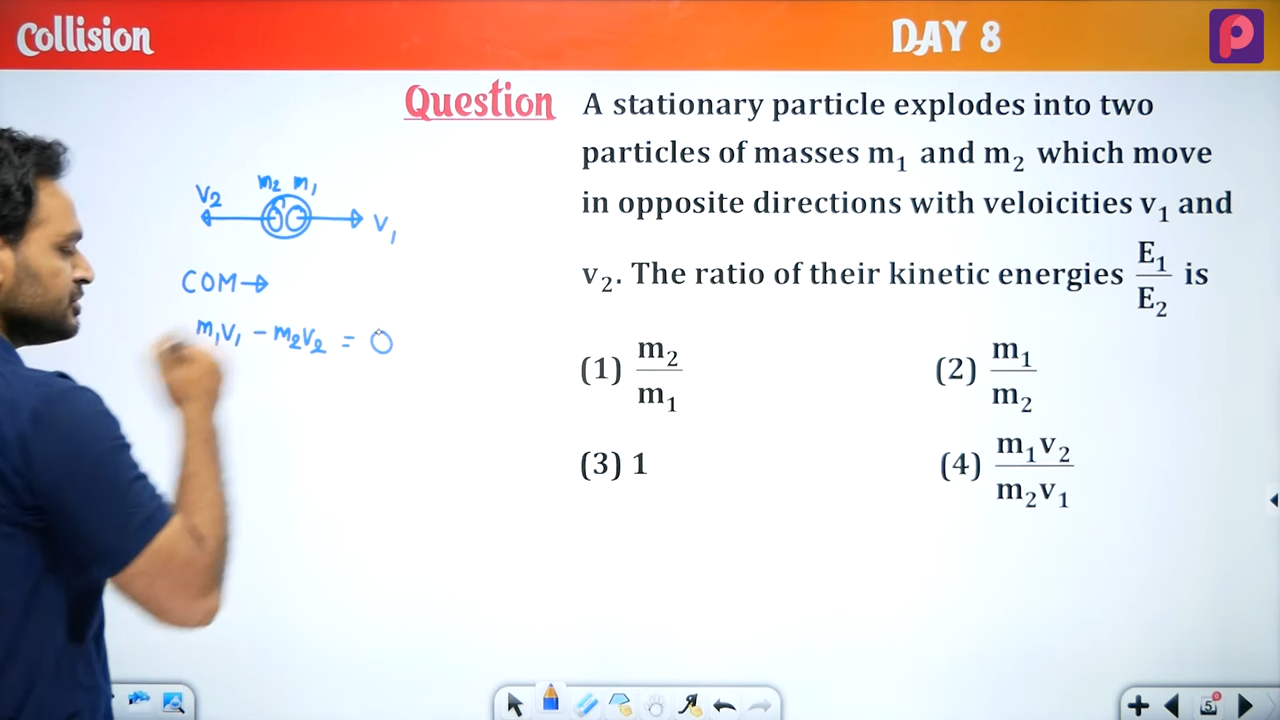 Collision
DAY 8
Question
A stationary particle explodes into two
particles of masses m₁ and m₂ which move
in opposite directions with veloicities v₁ and
v₂. The ratio of their kinetic energies E₁/E₂ is
(1) m₂/m₁
(2) m₁/m₂
(3) 1
(4) m₁v₂/m₂v₁
V₂
m₂ m₁
V₁
COM→
m₁V₁ − m₂V₂ = 0